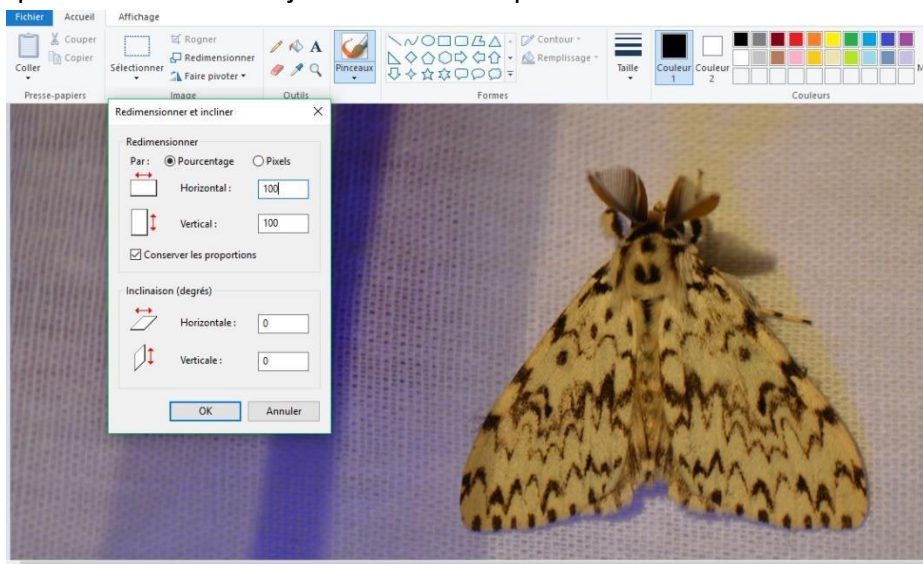 Fichier Accueil Affichage
Coller
Couper
Copier
Presse-papiers
Sélectionner
Rogner
Redimensionner
Faire pivoter
Image
A
Outils
Pinceaux
Contour
Remplissage
Formes
Taille
Couleur 1
Couleur 2
Couleurs
Redimensionner et incliner
Redimensionner
Par : Pourcentage Pixels
Horizontal : 100
Vertical : 100
Conserver les proportions
Inclinaison (degrés)
Horizontale : 0
Verticale : 0
OK Annuler